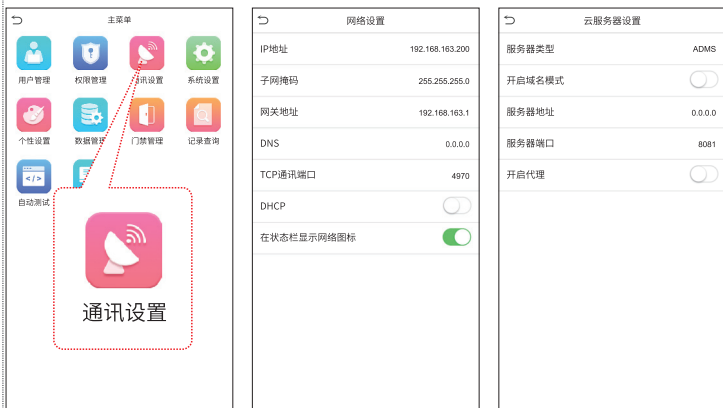 主菜单
用户管理
权限管理
通讯设置
系统设置
个性设置
数据管理
门禁管理
记录查询
自动测试
通讯设置
网络设置
IP地址 192.168.163.200
子网掩码 255.255.255.0
网关地址 192.168.163.1
DNS 0.0.0.0
TCP通讯端口 4970
DHCP
在状态栏显示网络图标
云服务器设置
服务器类型 ADMS
开启域名模式
服务器地址 0.0.0.0
服务器端口 8081
开启代理